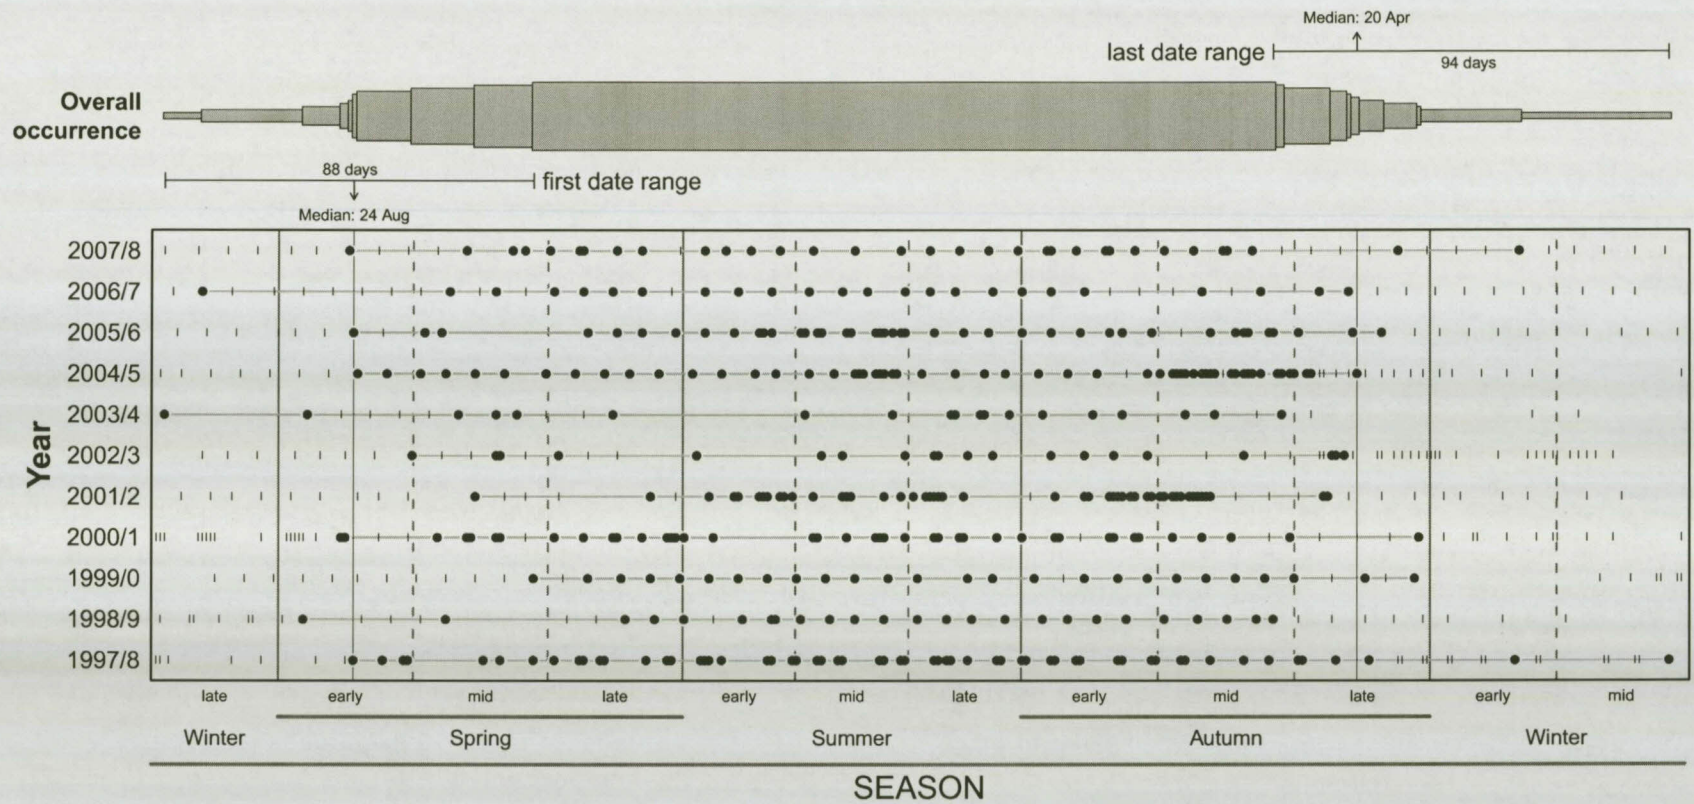 Median: 20 Apr
last date range
94 days
Overall
occurrence
88 days
first date range
Median: 24 Aug
Year
2007/8
2006/7
2005/6
2004/5
2003/4
2002/3
2001/2
2000/1
1999/0
1998/9
1997/8
late early mid late early mid late early mid late early mid
Winter Spring Summer Autumn Winter
SEASON